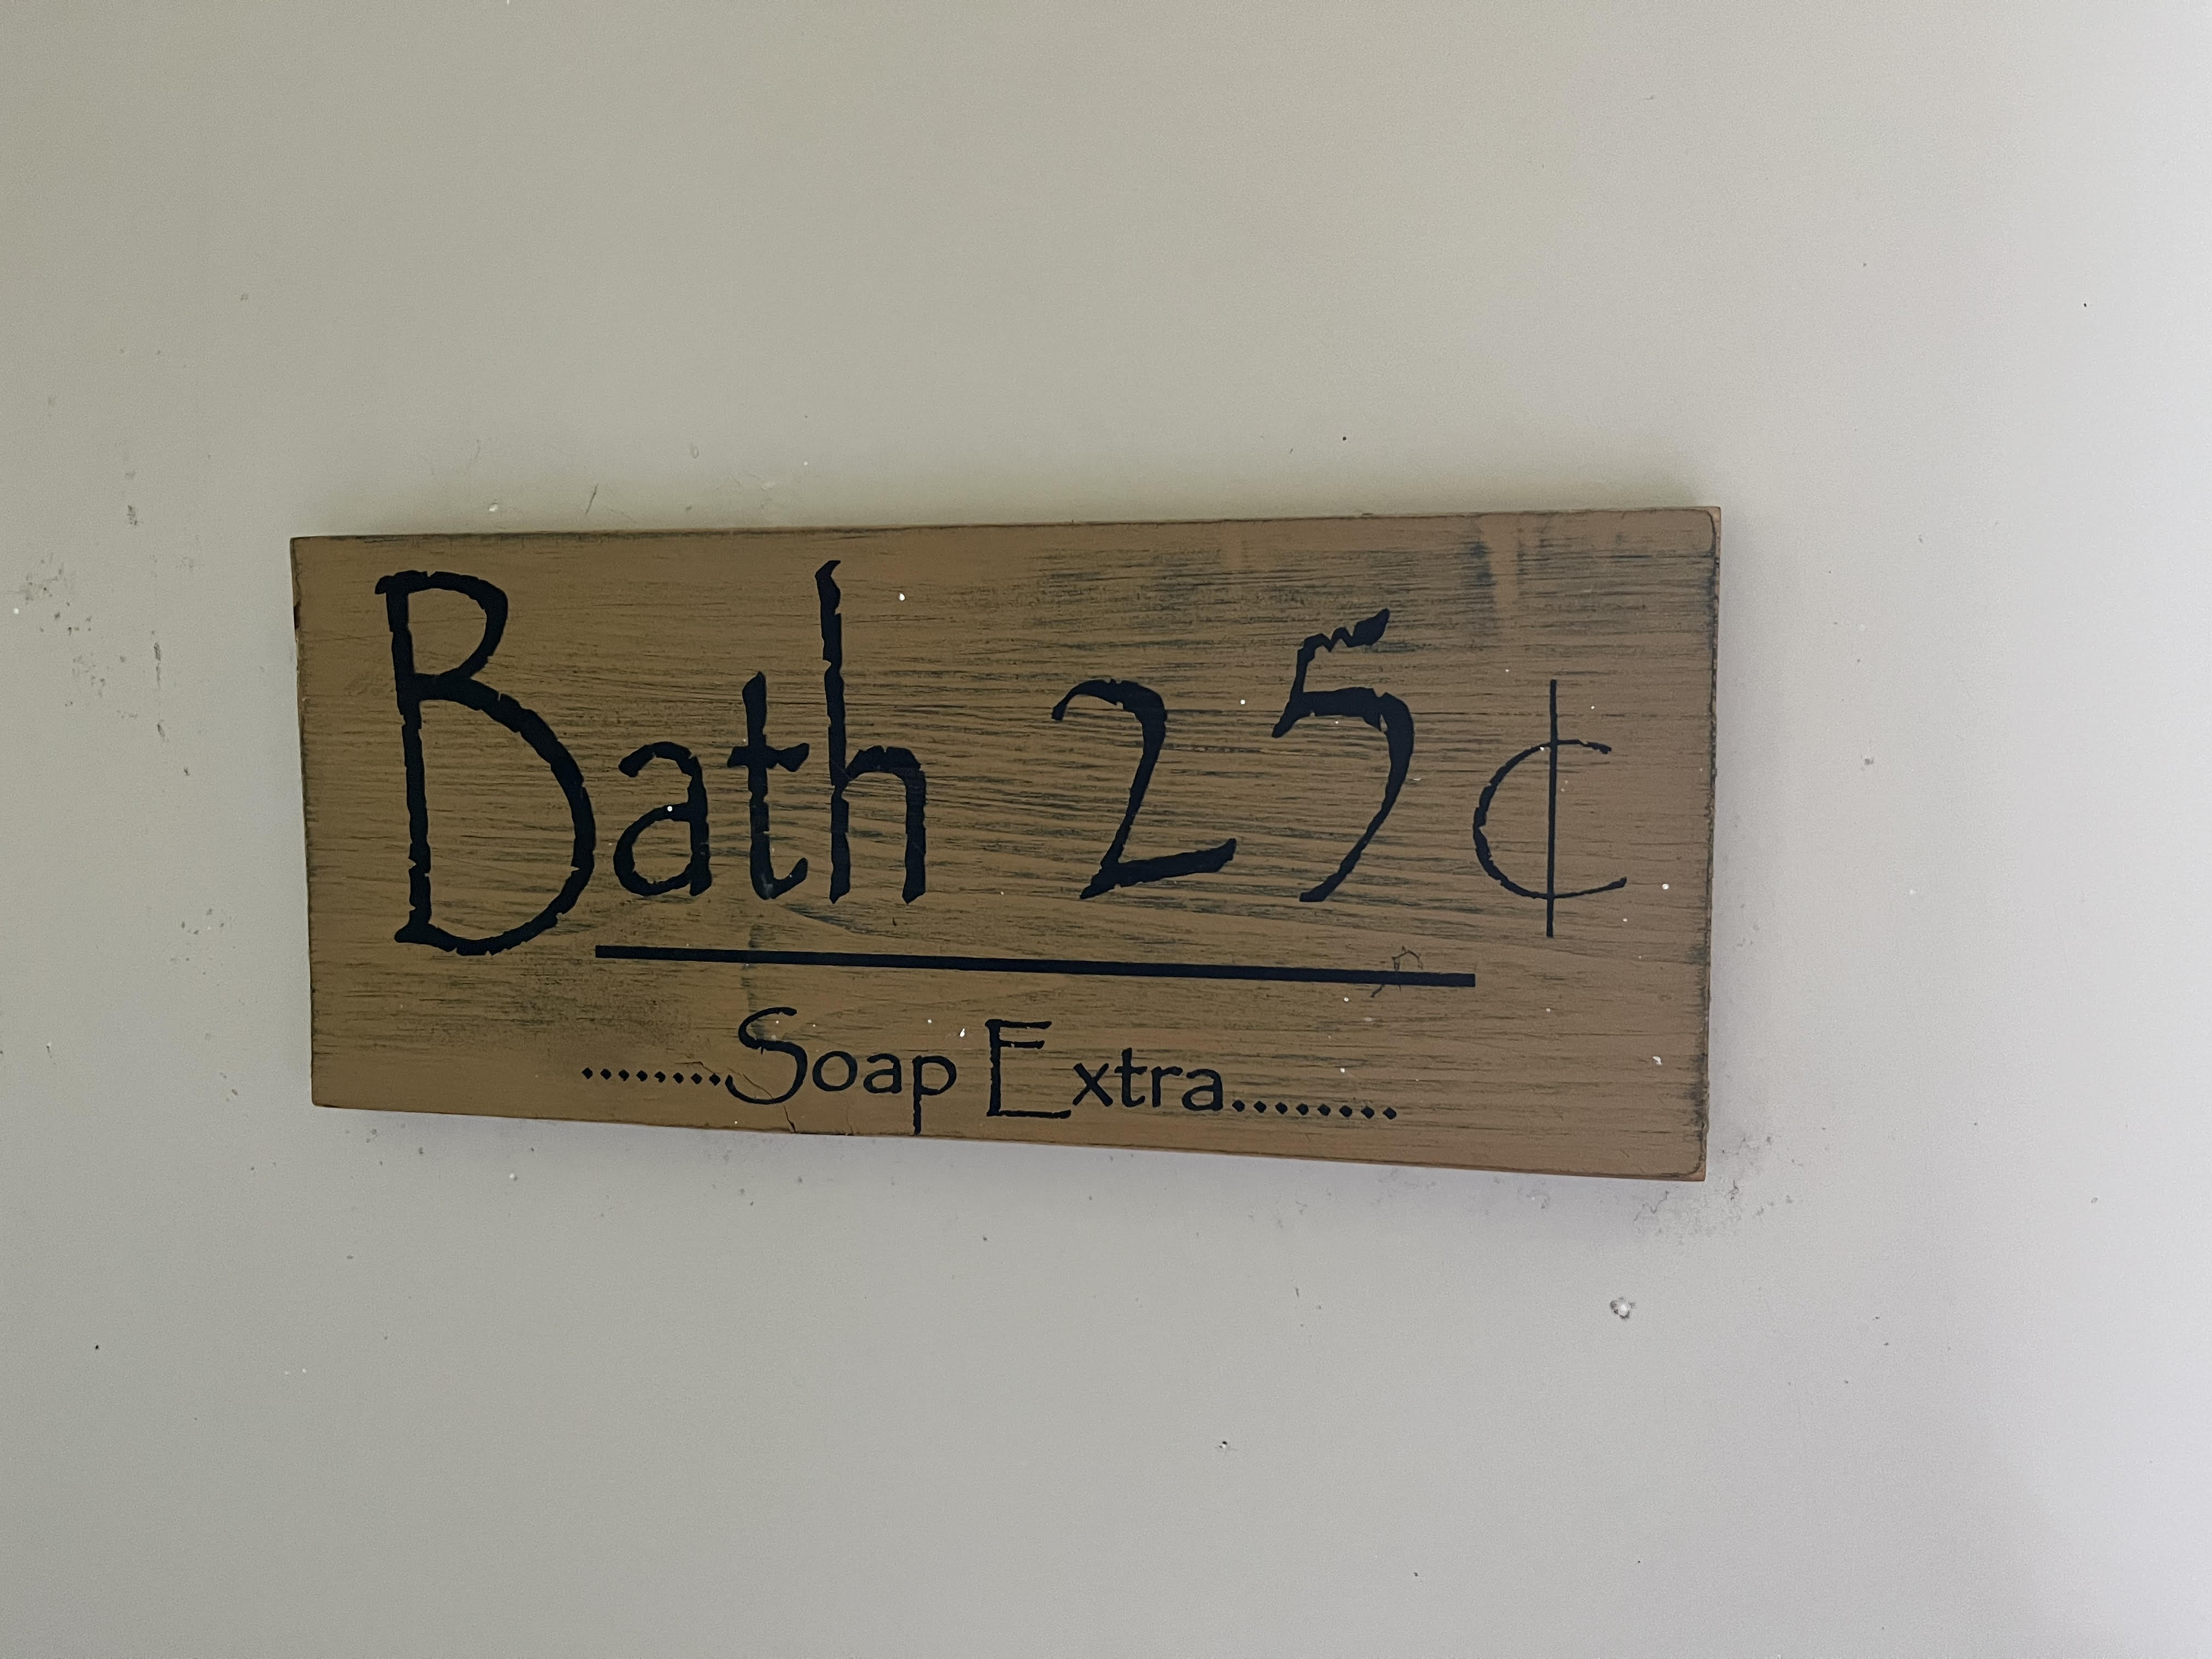 Bath 25¢
........Soap Extra........